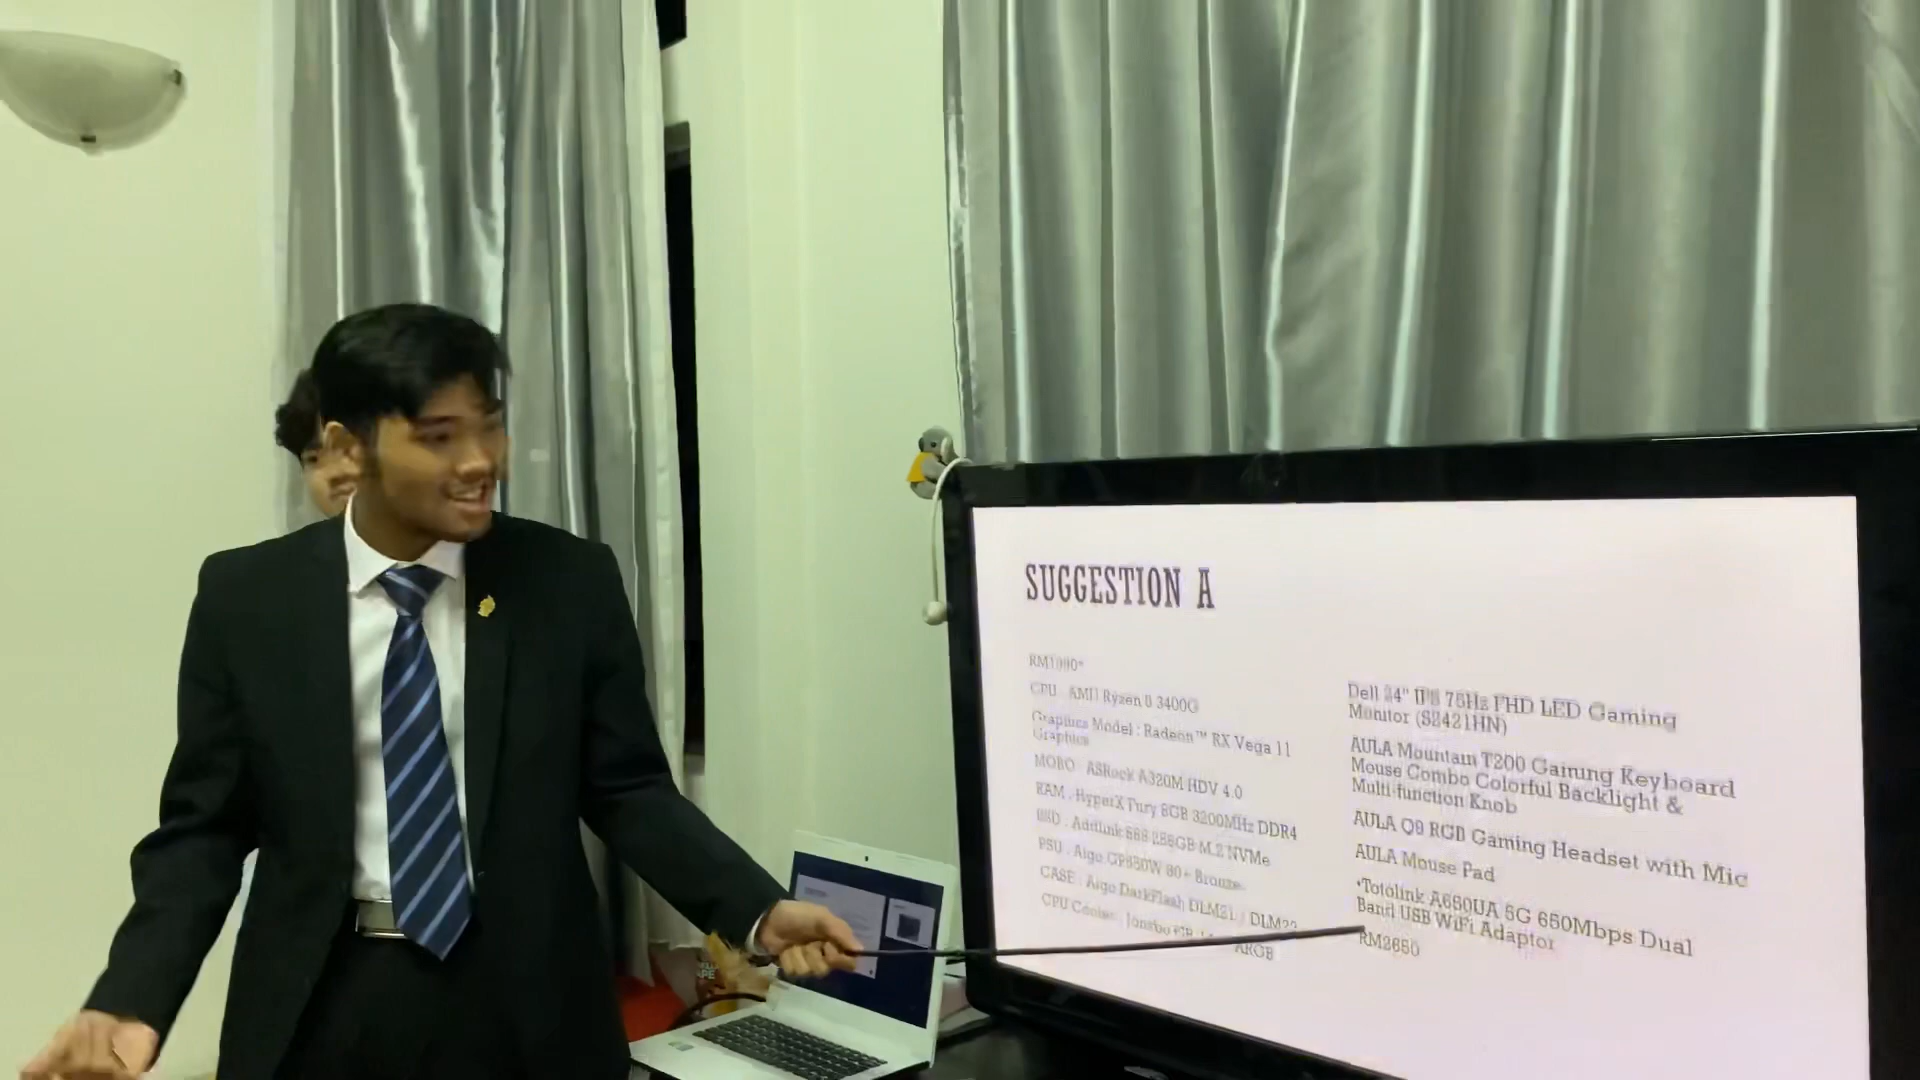 SUGGESTION A
RM1990*
CPU : AMD Ryzen 5 3400G
Graphics Model : Radeon™ RX Vega 11
Graphics
MOBO : ASRock A320M HDV 4.0
RAM : HyperX Fury 8GB 3200MHz DDR4
SSD : Addlink 256GB M.2 NVMe
PSU : Aigo 80+ Bronze
CASE : Aigo DarkFlash DLM21 / DLM22
CPU Cooler : Jonsbo
ARGB
Dell 24" IPS 75Hz FHD LED Gaming
Monitor (S2421HN)
AULA Mountain T200 Gaming Keyboard
Mouse Combo Colorful Backlight &
Multi-function Knob
AULA Q9 RGB Gaming Headset with Mic
AULA Mouse Pad
*Totolink A650UA 5G 650Mbps Dual
Band USB WiFi Adaptor
RM2650